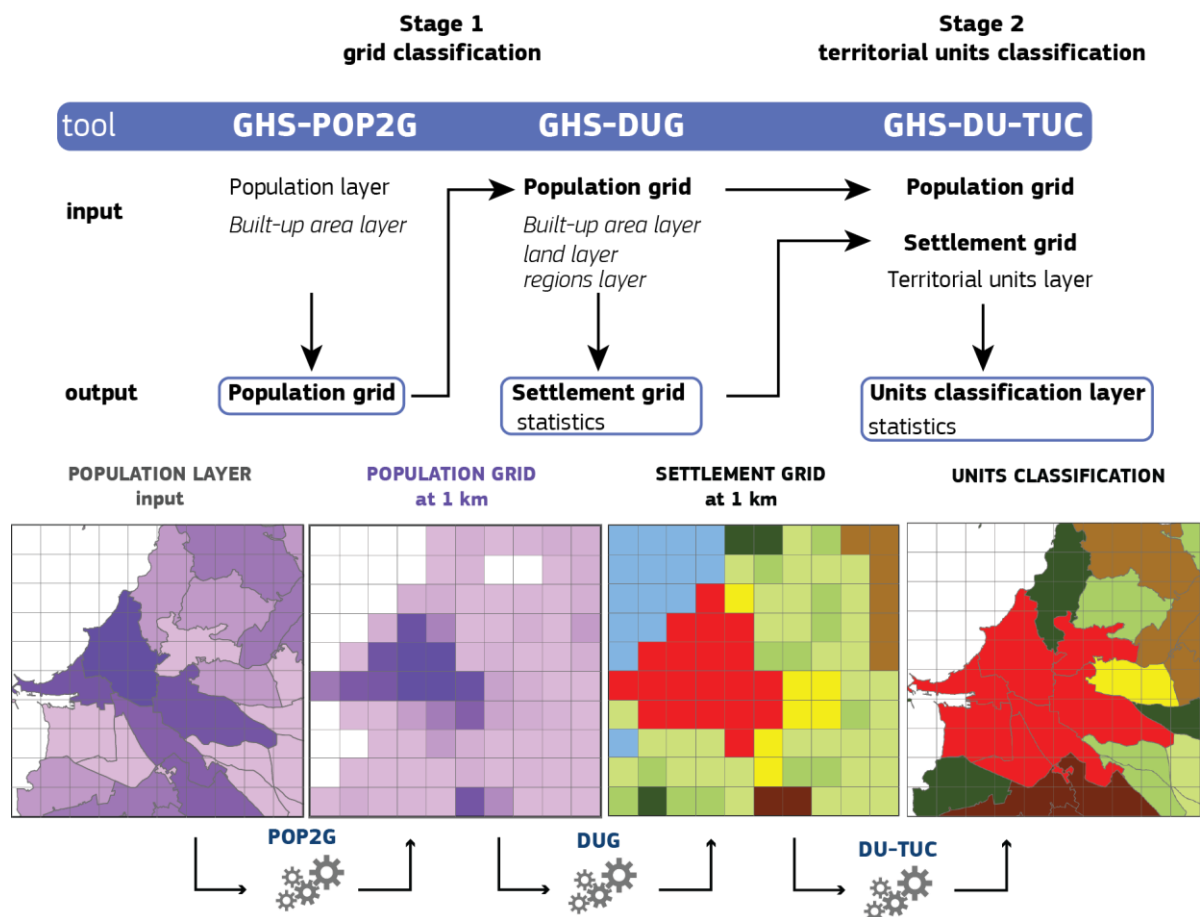 Stage 1
grid classification
Stage 2
territorial units classification
tool
GHS-POP2G
GHS-DUG
GHS-DU-TUC
input
Population layer
Built-up area layer
Population grid
Built-up area layer
land layer
regions layer
Population grid
Settlement grid
Territorial units layer
output
Population grid
Settlement grid
statistics
Units classification layer
statistics
POPULATION LAYER
input
POPULATION GRID
at 1 km
SETTLEMENT GRID
at 1 km
UNITS CLASSIFICATION
POP2G
DUG
DU-TUC